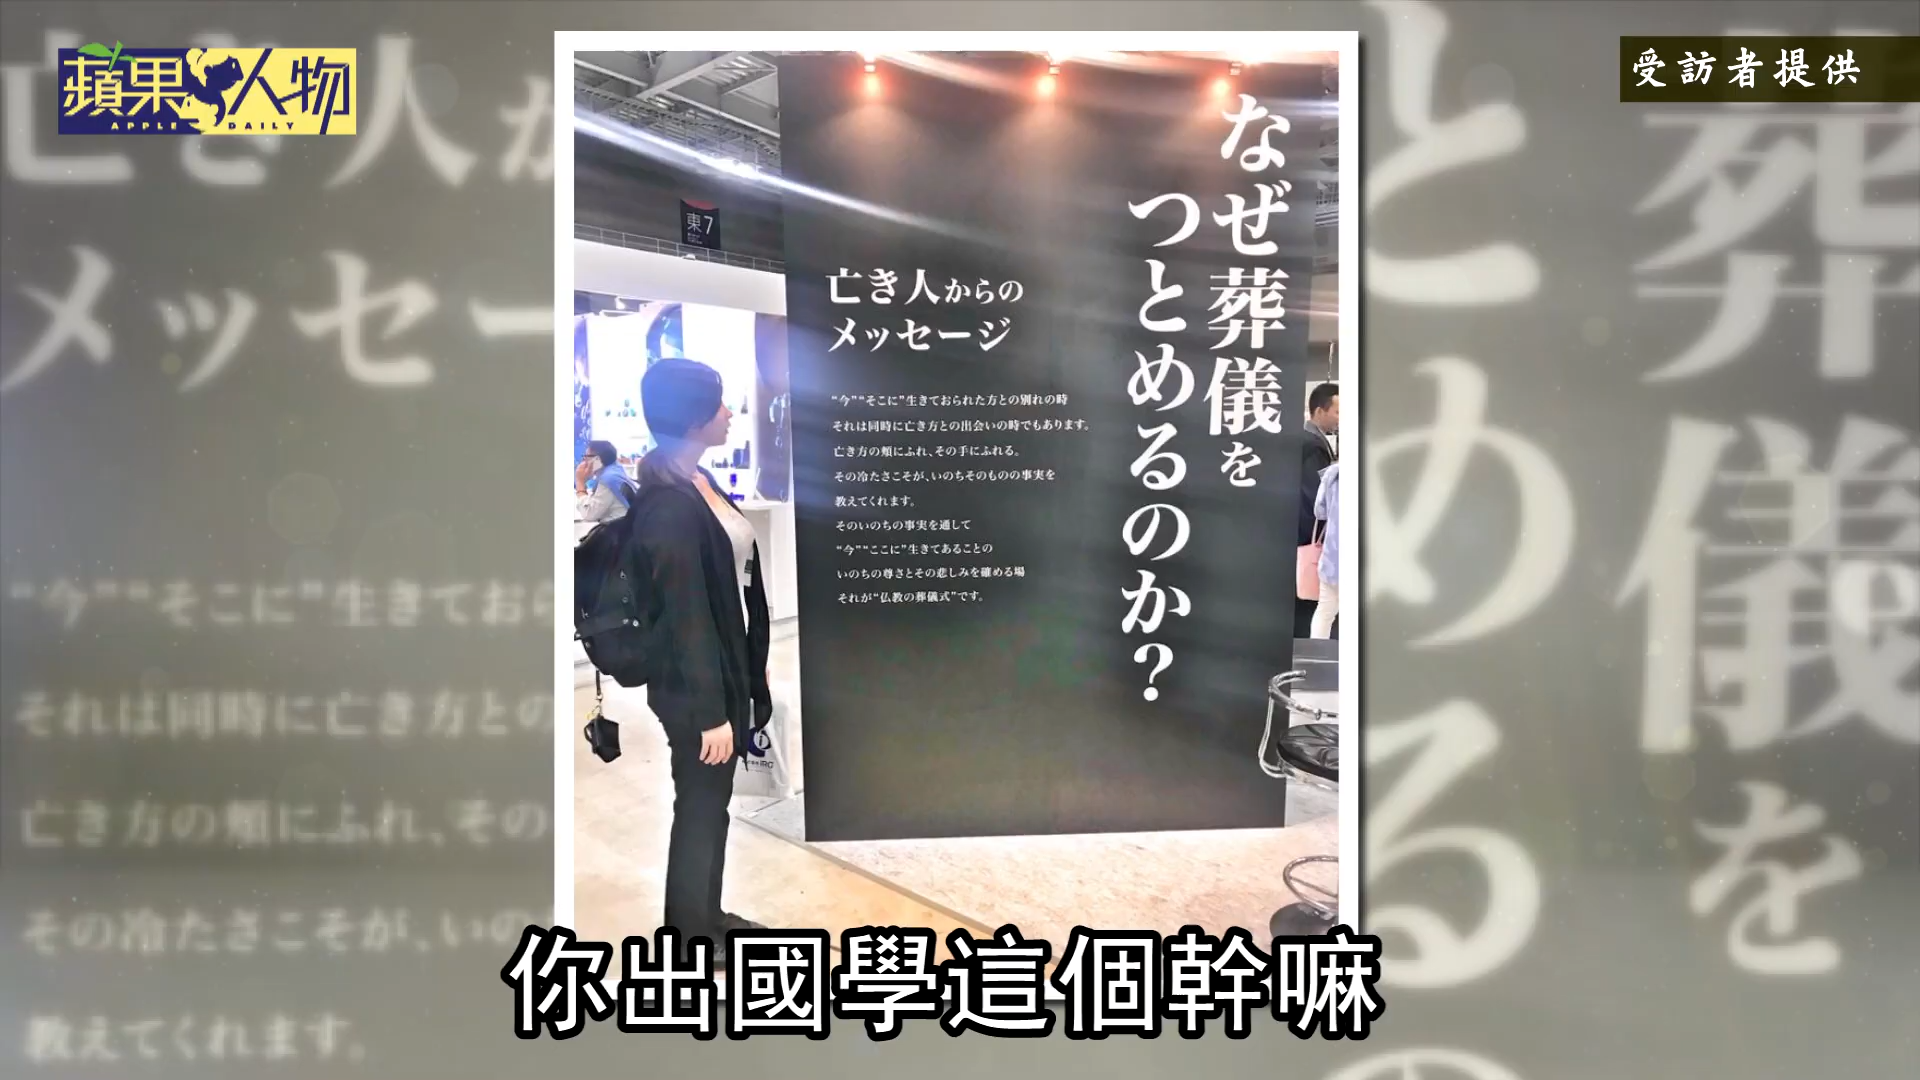 蘋果人物
APPLE DAILY
受訪者提供
東7
なぜ葬儀を
つとめるのか?
亡き人からの
メッセージ
“今”“そこに”生きておられた方との別れの時
それは同時に亡き方との出会いの時でもあります。
亡き方の頬にふれ、その手にふれる。
その冷たさこそが、いのちそのものの事実を
教えてくれます。
そのいのちの事実を通して
“今”“ここに”生きてあることの
いのちの尊さとその悲しみを確める場
それが“仏教の葬儀式”です。
你出國學這個幹嘛